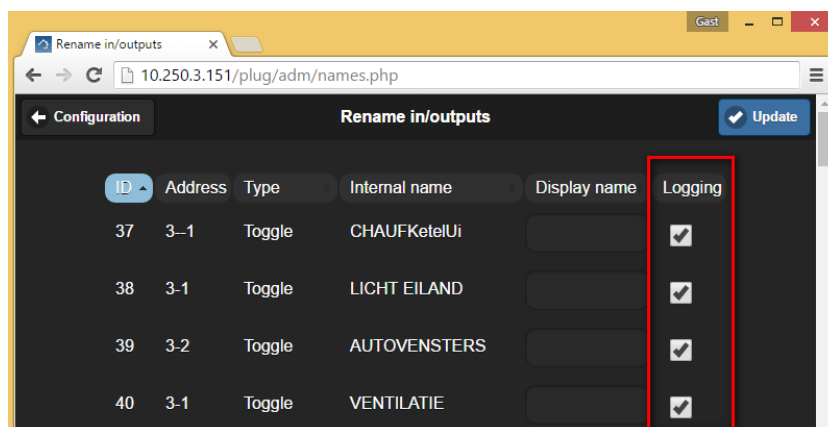 Gast
Rename in/outputs
10.250.3.151/plug/adm/names.php
Configuration Rename in/outputs Update
ID Address Type Internal name Display name Logging
37 3--1 Toggle CHAUFKetelUi
38 3-1 Toggle LICHT EILAND
39 3-2 Toggle AUTOVENSTERS
40 3-1 Toggle VENTILATIE